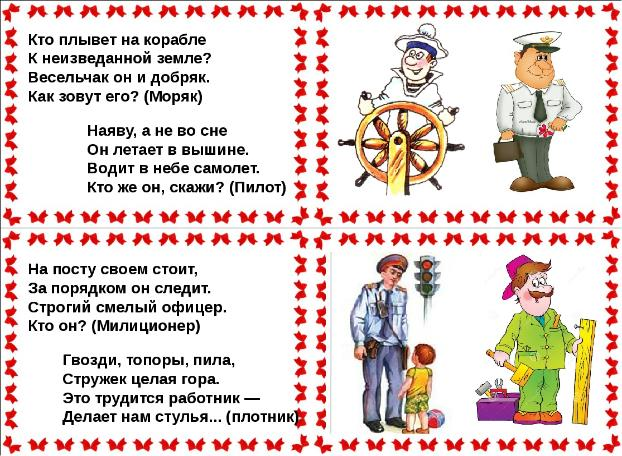 Кто плывет на корабле
К неизведанной земле?
Весельчак он и добряк.
Как зовут его? (Моряк)
Наяву, а не во сне
Он летает в вышине.
Водит в небе самолет.
Кто же он, скажи? (Пилот)
На посту своем стоит,
За порядком он следит.
Строгий смелый офицер.
Кто он? (Милиционер)
Гвозди, топоры, пила,
Стружек целая гора.
Это трудится работник —
Делает нам стулья... (плотник)